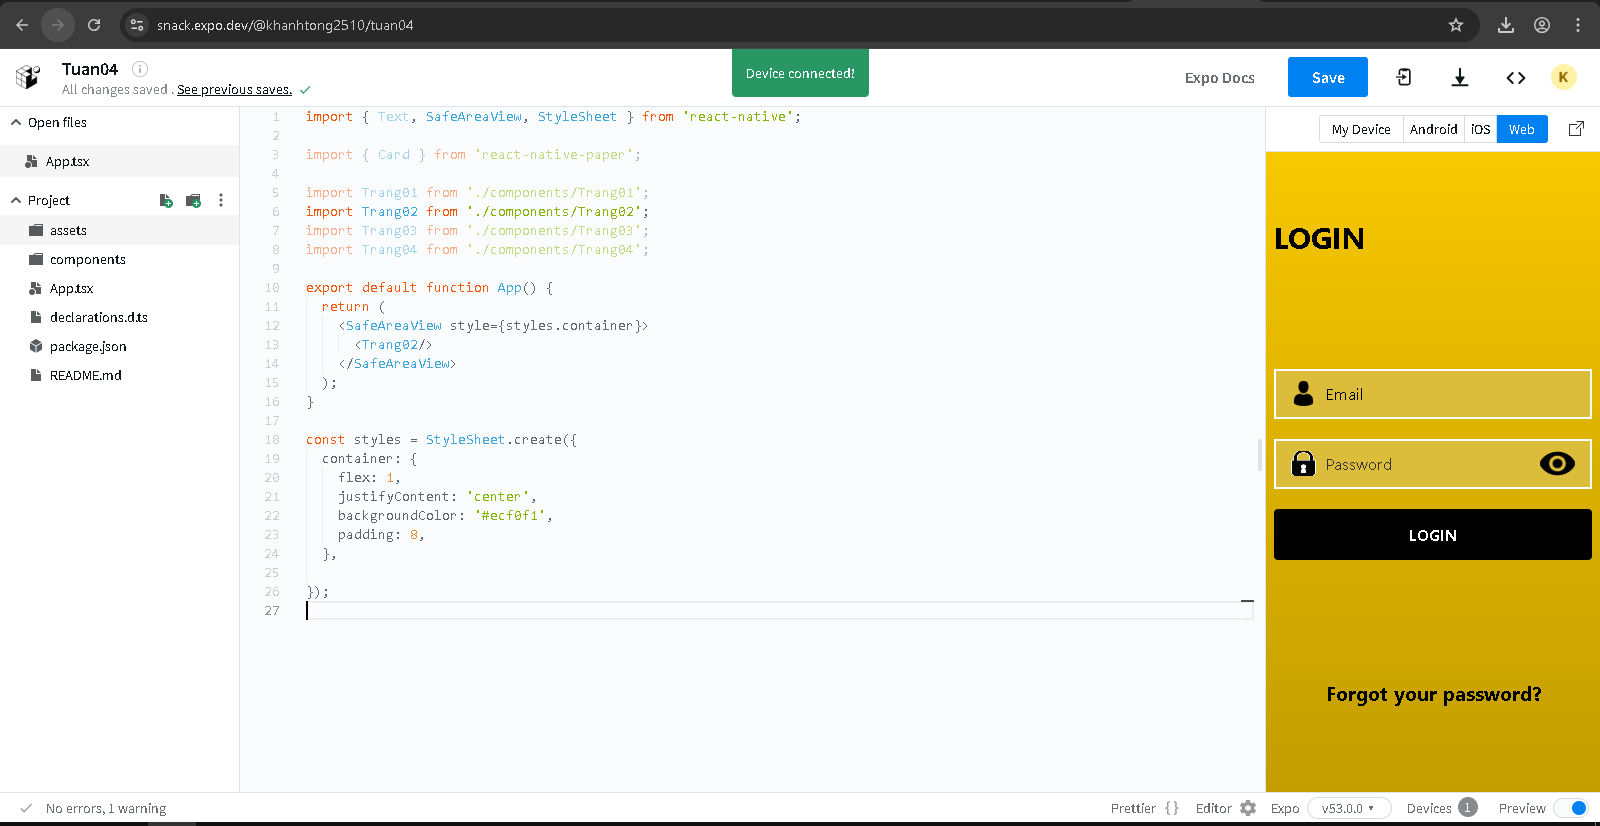 snack.expo.dev/@khanhtong2510/tuan04
Tuan04
All changes saved . See previous saves.
Device connected!
Expo Docs
Save
K
Open files
App.tsx
Project
assets
components
App.tsx
declarations.d.ts
package.json
README.md
1 import { Text, SafeAreaView, StyleSheet } from 'react-native';
2
3 import { Card } from 'react-native-paper';
4
5 import Trang01 from './components/Trang01';
6 import Trang02 from './components/Trang02';
7 import Trang03 from './components/Trang03';
8 import Trang04 from './components/Trang04';
9
10 export default function App() {
11 return (
12 <SafeAreaView style={styles.container}>
13 <Trang02/>
14 </SafeAreaView>
15 );
16 }
17
18 const styles = StyleSheet.create({
19 container: {
20 flex: 1,
21 justifyContent: 'center',
22 backgroundColor: '#ecf0f1',
23 padding: 8,
24 },
25
26 });
27
My Device Android iOS Web
LOGIN
Email
Password
LOGIN
Forgot your password?
No errors, 1 warning
Prettier {} Editor Expo v53.0.0 Devices 1 Preview